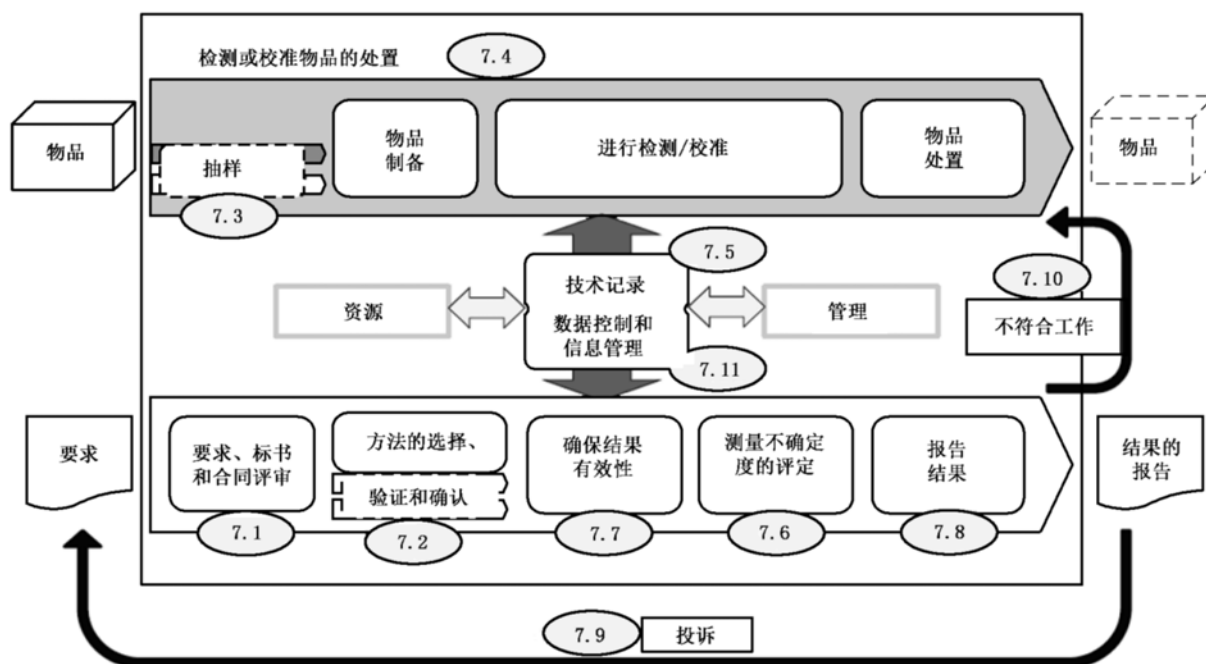 检测或校准物品的处置
7.4
物品
抽样
7.3
物品
制备
进行检测/校准
物品
处置
物品
7.5
技术记录
数据控制和
信息管理
7.11
资源
管理
7.10
不符合工作
要求
要求、标书
和合同评审
7.1
方法的选择、
验证和确认
7.2
确保结果
有效性
7.7
测量不确定
度的评定
7.6
报告
结果
7.8
结果的
报告
7.9
投诉